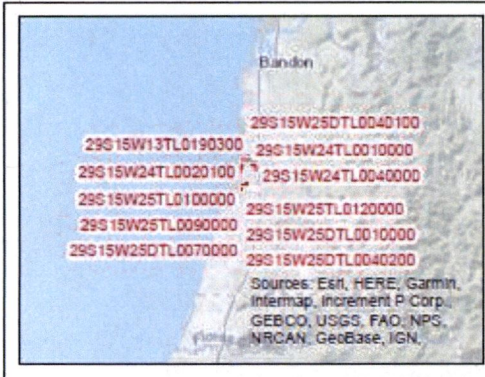 Bandon
29S15W25DTL0040100
29S15W13TL0190300
29S15W24TL0010000
29S15W24TL0020100
29S15W24TL0040000
29S15W25TL0100000
29S15W25TL0120000
29S15W25TL0090000
29S15W25DTL0010000
29S15W25DTL0070000
29S15W25DTL0040200
Sources: Esri, HERE, Garmin,
Intermap, increment P Corp.,
GEBCO, USGS, FAO, NPS,
NRCAN, GeoBase, IGN,